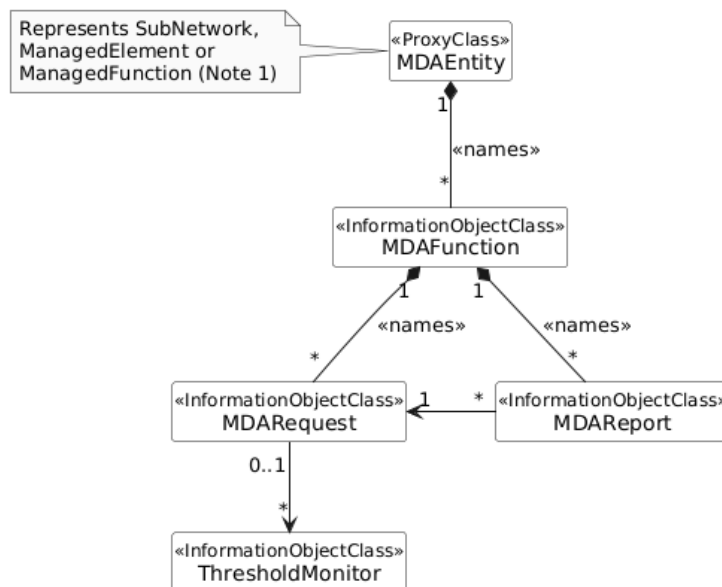 Represents SubNetwork,
ManagedElement or
ManagedFunction (Note 1)
«ProxyClass»
MDAEntity
1
«names»
*
«InformationObjectClass»
MDAFunction
1
1
«names»
«names»
*
*
«InformationObjectClass»
MDARequest
1
*
«InformationObjectClass»
MDAReport
0..1
*
«InformationObjectClass»
ThresholdMonitor